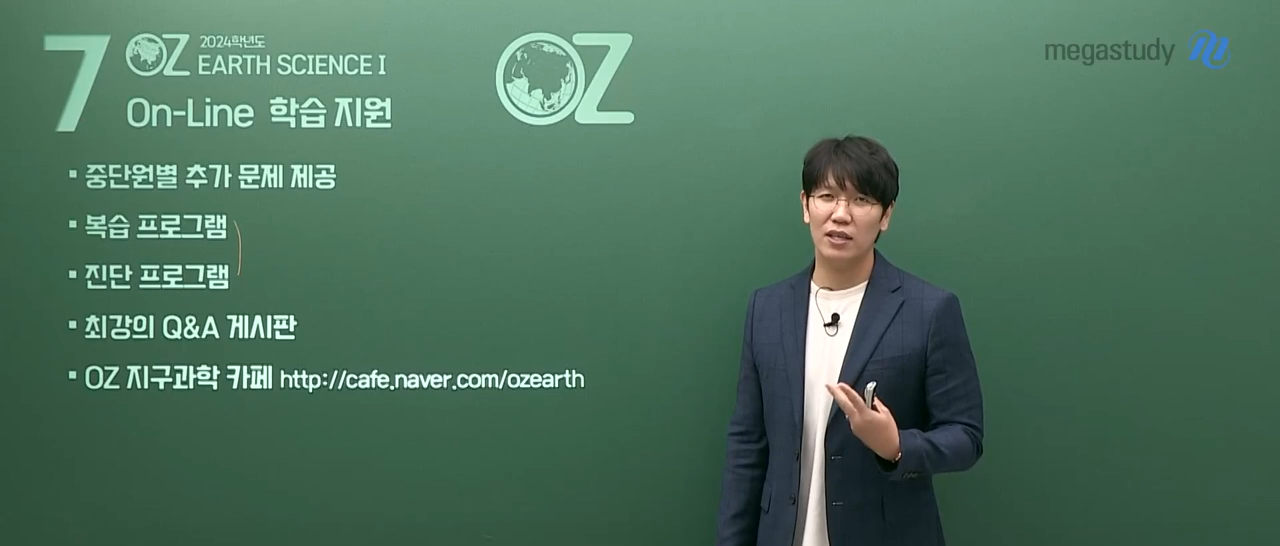 7
OZ 2024학년도
EARTH SCIENCE I
On-Line 학습 지원
OZ
megastudy
▪ 중단원별 추가 문제 제공
▪ 복습 프로그램
▪ 진단 프로그램
▪ 최강의 Q&A 게시판
▪ OZ 지구과학 카페 http://cafe.naver.com/ozearth